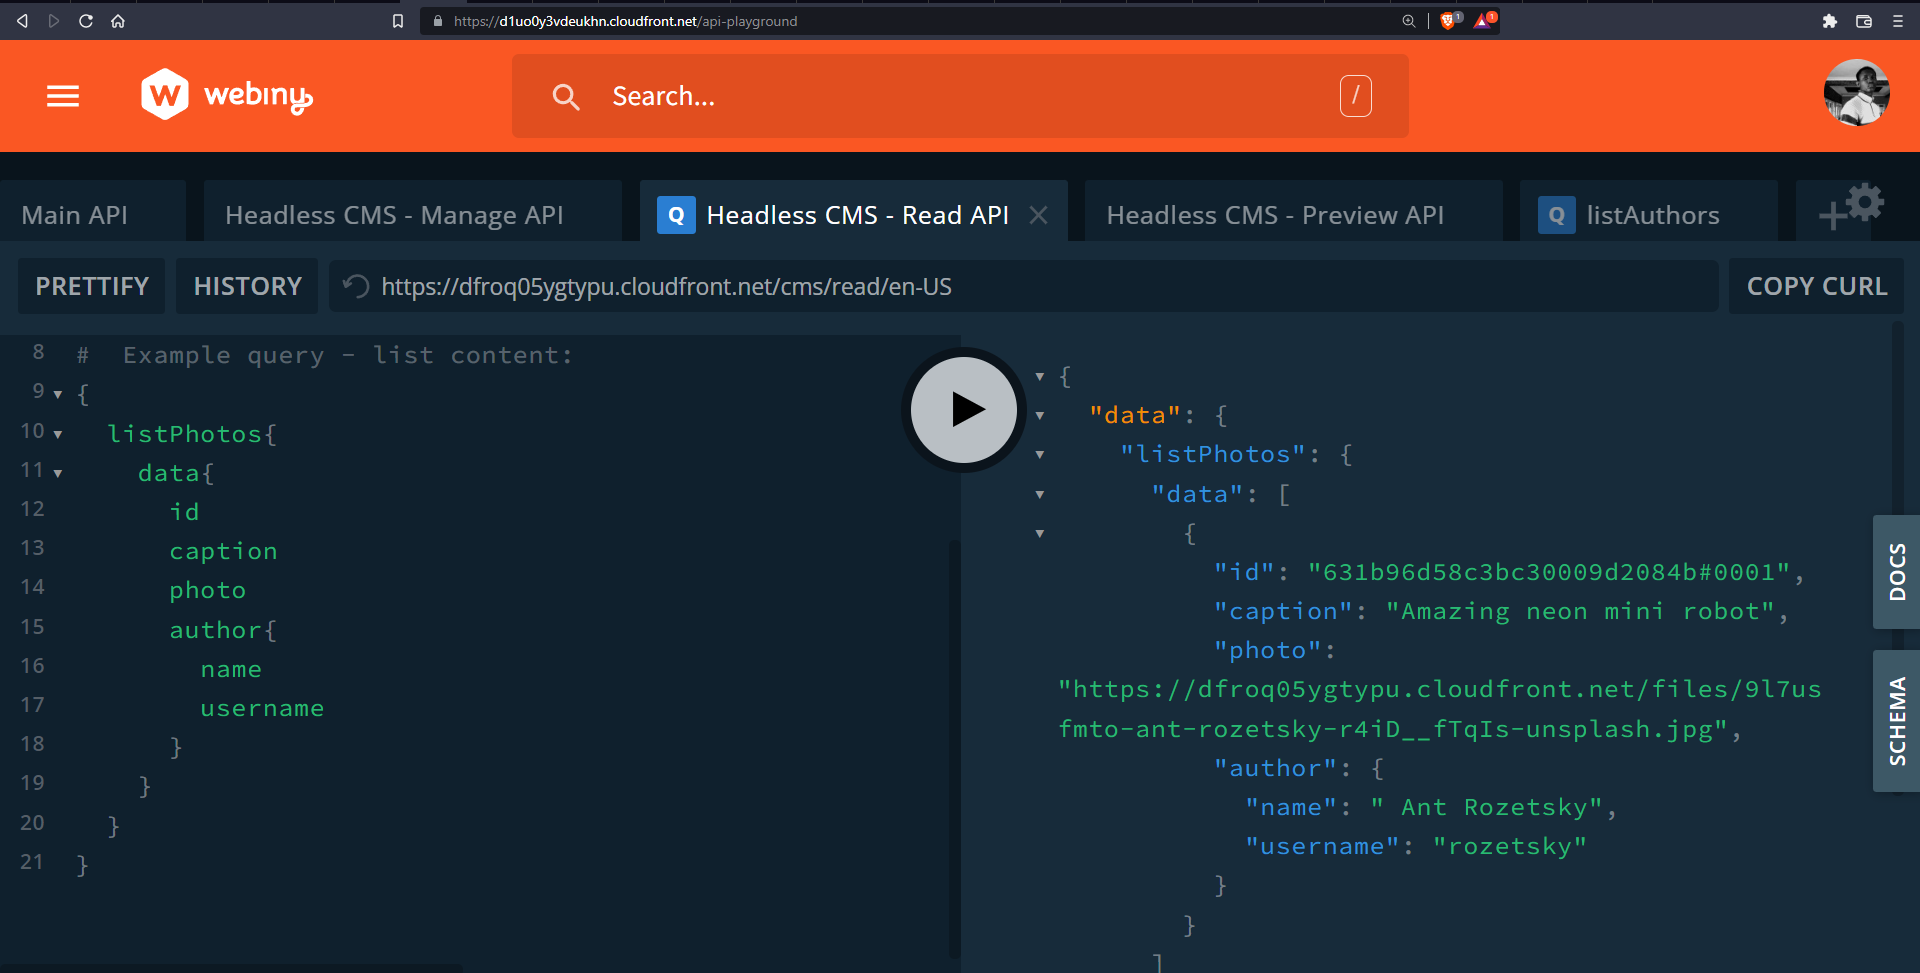 https://d1uo0y3vdeukhn.cloudfront.net/api-playground
1
1
W webiny
Search...
/
Main API
Headless CMS - Manage API
Q Headless CMS - Read API
Headless CMS - Preview API
Q listAuthors
PRETTIFY
HISTORY
https://dfroq05ygtypu.cloudfront.net/cms/read/en-US
COPY CURL
8 #  Example query - list content:
9 {
10   listPhotos{
11     data{
12       id
13       caption
14       photo
15       author{
16         name
17         username
18       }
19     }
20   }
21 }
{
  "data": {
    "listPhotos": {
      "data": [
        {
          "id": "631b96d58c3bc30009d2084b#0001",
          "caption": "Amazing neon mini robot",
          "photo":
"https://dfroq05ygtypu.cloudfront.net/files/9l7us
fmto-ant-rozetsky-r4iD__fTqIs-unsplash.jpg",
          "author": {
            "name": " Ant Rozetsky",
            "username": "rozetsky"
          }
        }
      ]
DOCS
SCHEMA